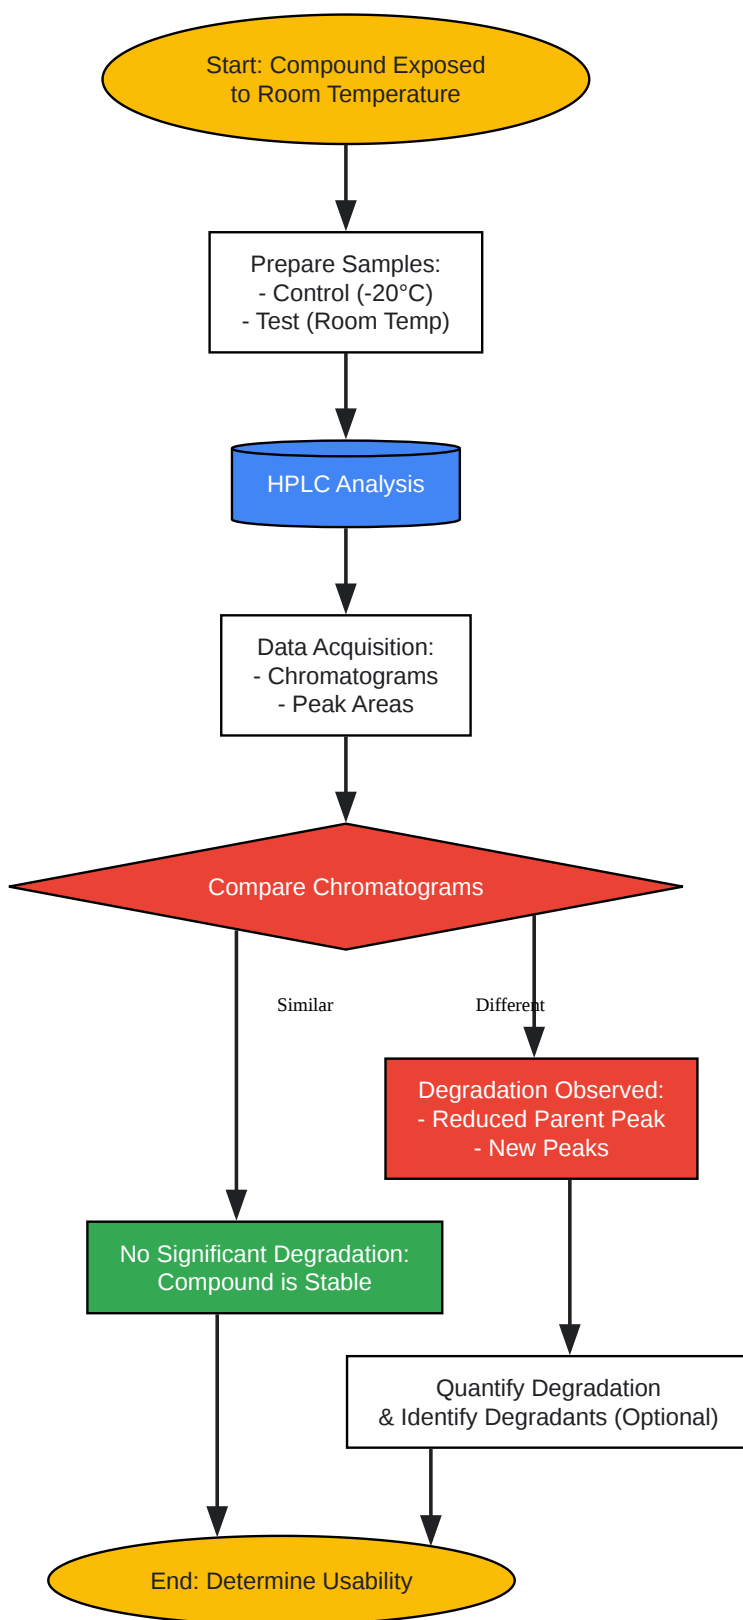 Start: Compound Exposed
to Room Temperature
Prepare Samples:
- Control (-20°C)
- Test (Room Temp)
HPLC Analysis
Data Acquisition:
- Chromatograms
- Peak Areas
Compare Chromatograms
Similar
Different
Degradation Observed:
- Reduced Parent Peak
- New Peaks
No Significant Degradation:
Compound is Stable
Quantify Degradation
& Identify Degradants (Optional)
End: Determine Usability